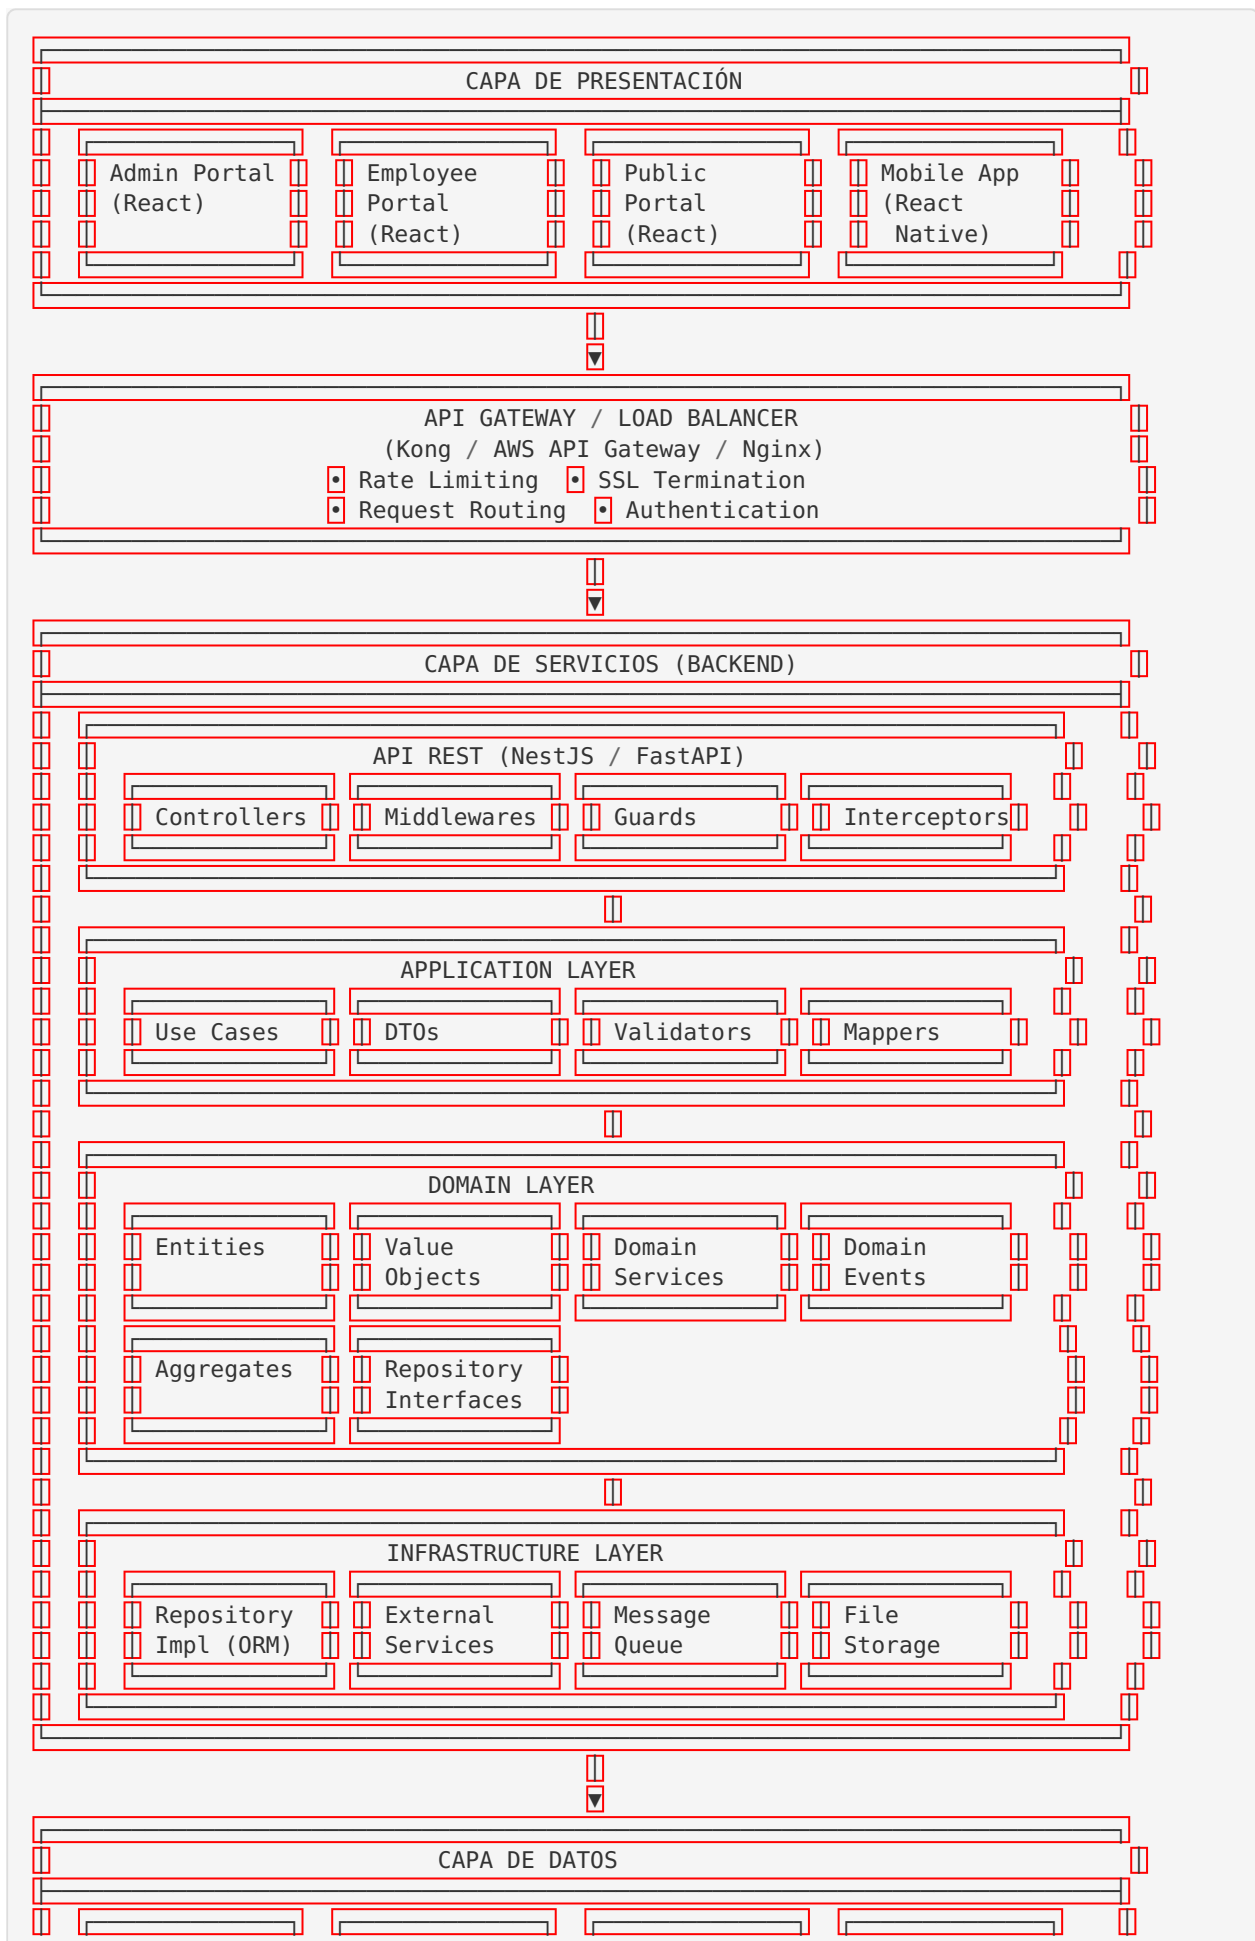 CAPA DE PRESENTACIÓN
Admin Portal Employee Public Mobile App
(React) Portal Portal (React
(React) (React) Native)
▼
API GATEWAY / LOAD BALANCER
(Kong / AWS API Gateway / Nginx)
• Rate Limiting • SSL Termination
• Request Routing • Authentication
▼
CAPA DE SERVICIOS (BACKEND)
API REST (NestJS / FastAPI)
Controllers Middlewares Guards Interceptors
APPLICATION LAYER
Use Cases DTOs Validators Mappers
DOMAIN LAYER
Entities Value Domain Domain
Objects Services Events
Aggregates Repository
Interfaces
INFRASTRUCTURE LAYER
Repository External Message File
Impl (ORM) Services Queue Storage
▼
CAPA DE DATOS